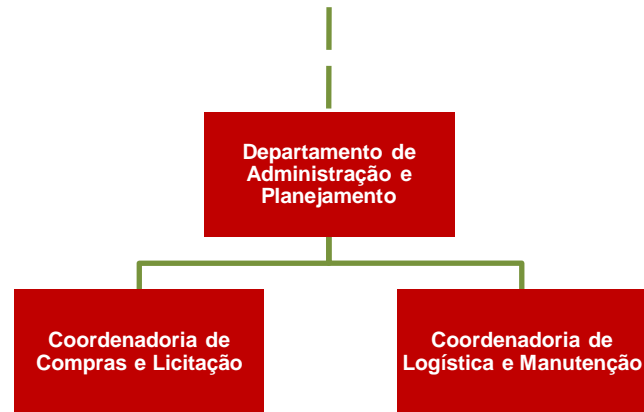 Departamento de
Administração e
Planejamento
Coordenadoria de
Compras e Licitação
Coordenadoria de
Logística e Manutenção